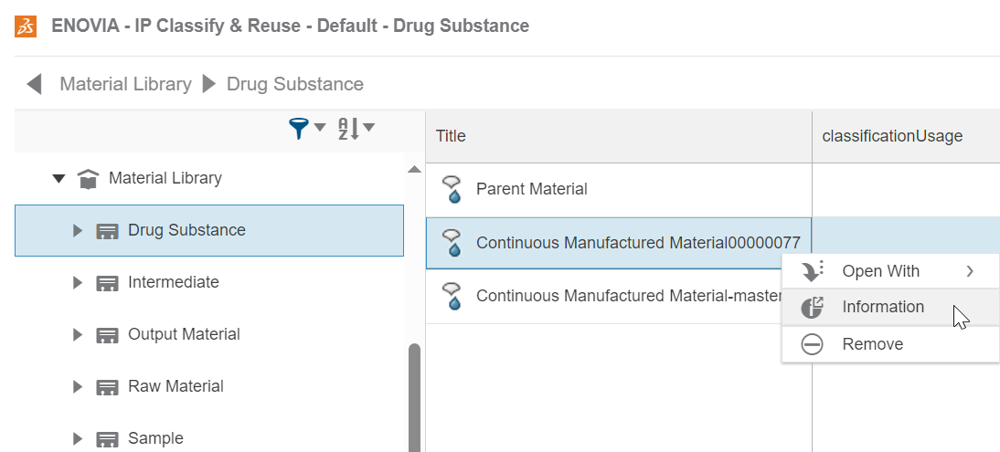 ENOVIA - IP Classify & Reuse - Default - Drug Substance
Material Library Drug Substance
Title classificationUsage
Material Library
Drug Substance
Intermediate
Output Material
Raw Material
Sample
Parent Material
Continuous Manufactured Material00000077
Continuous Manufactured Material-master
Open With
Information
Remove